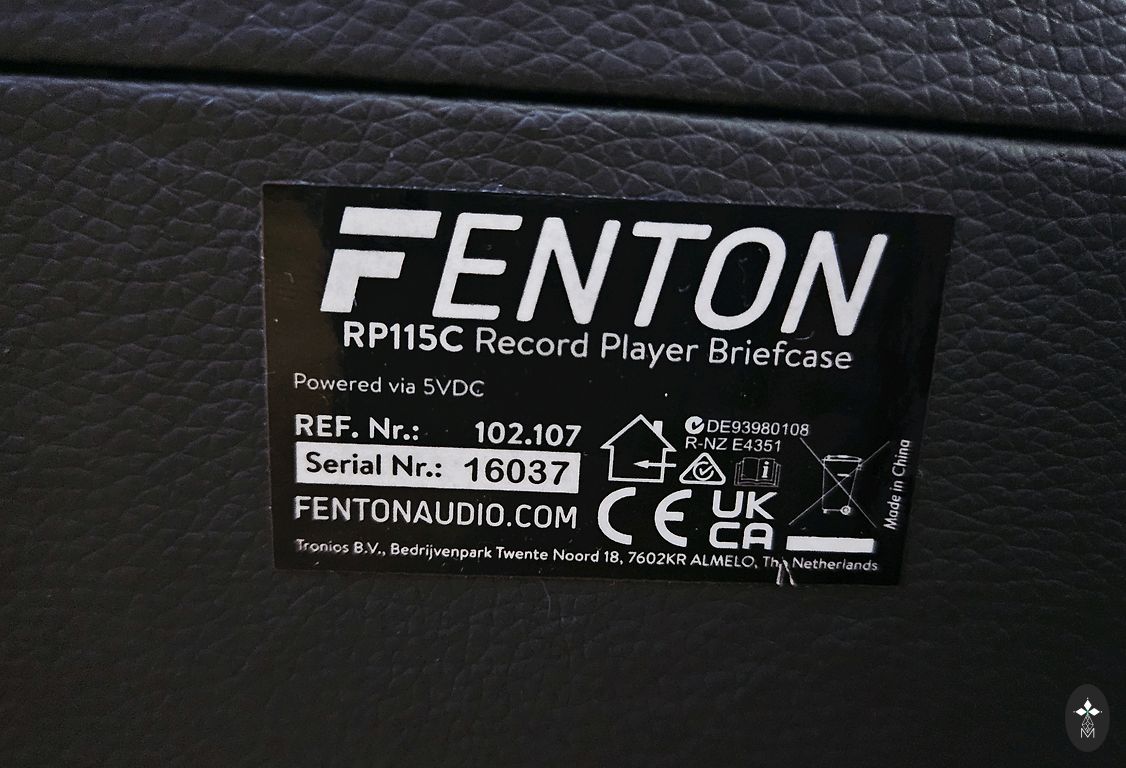 FENTON
RP115C Record Player Briefcase
Powered via 5VDC
REF. Nr.: 102.107
Serial Nr.: 16037
FENTONAUDIO.COM
DE93980108
R-NZ E4351
CE
UK
CA
Made in China
Tronios B.V., Bedrijvenpark Twente Noord 18, 7602KR ALMELO, The Netherlands
M